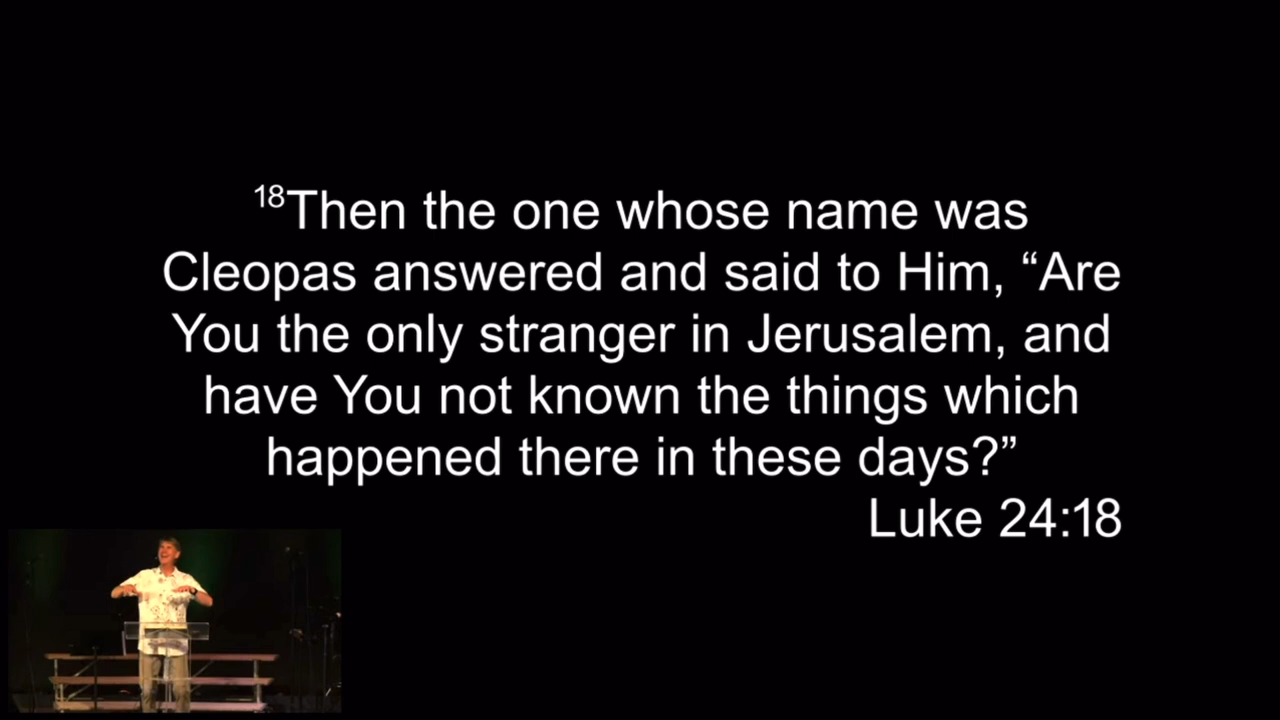 18Then the one whose name was
Cleopas answered and said to Him, “Are
You the only stranger in Jerusalem, and
have You not known the things which
happened there in these days?”
Luke 24:18